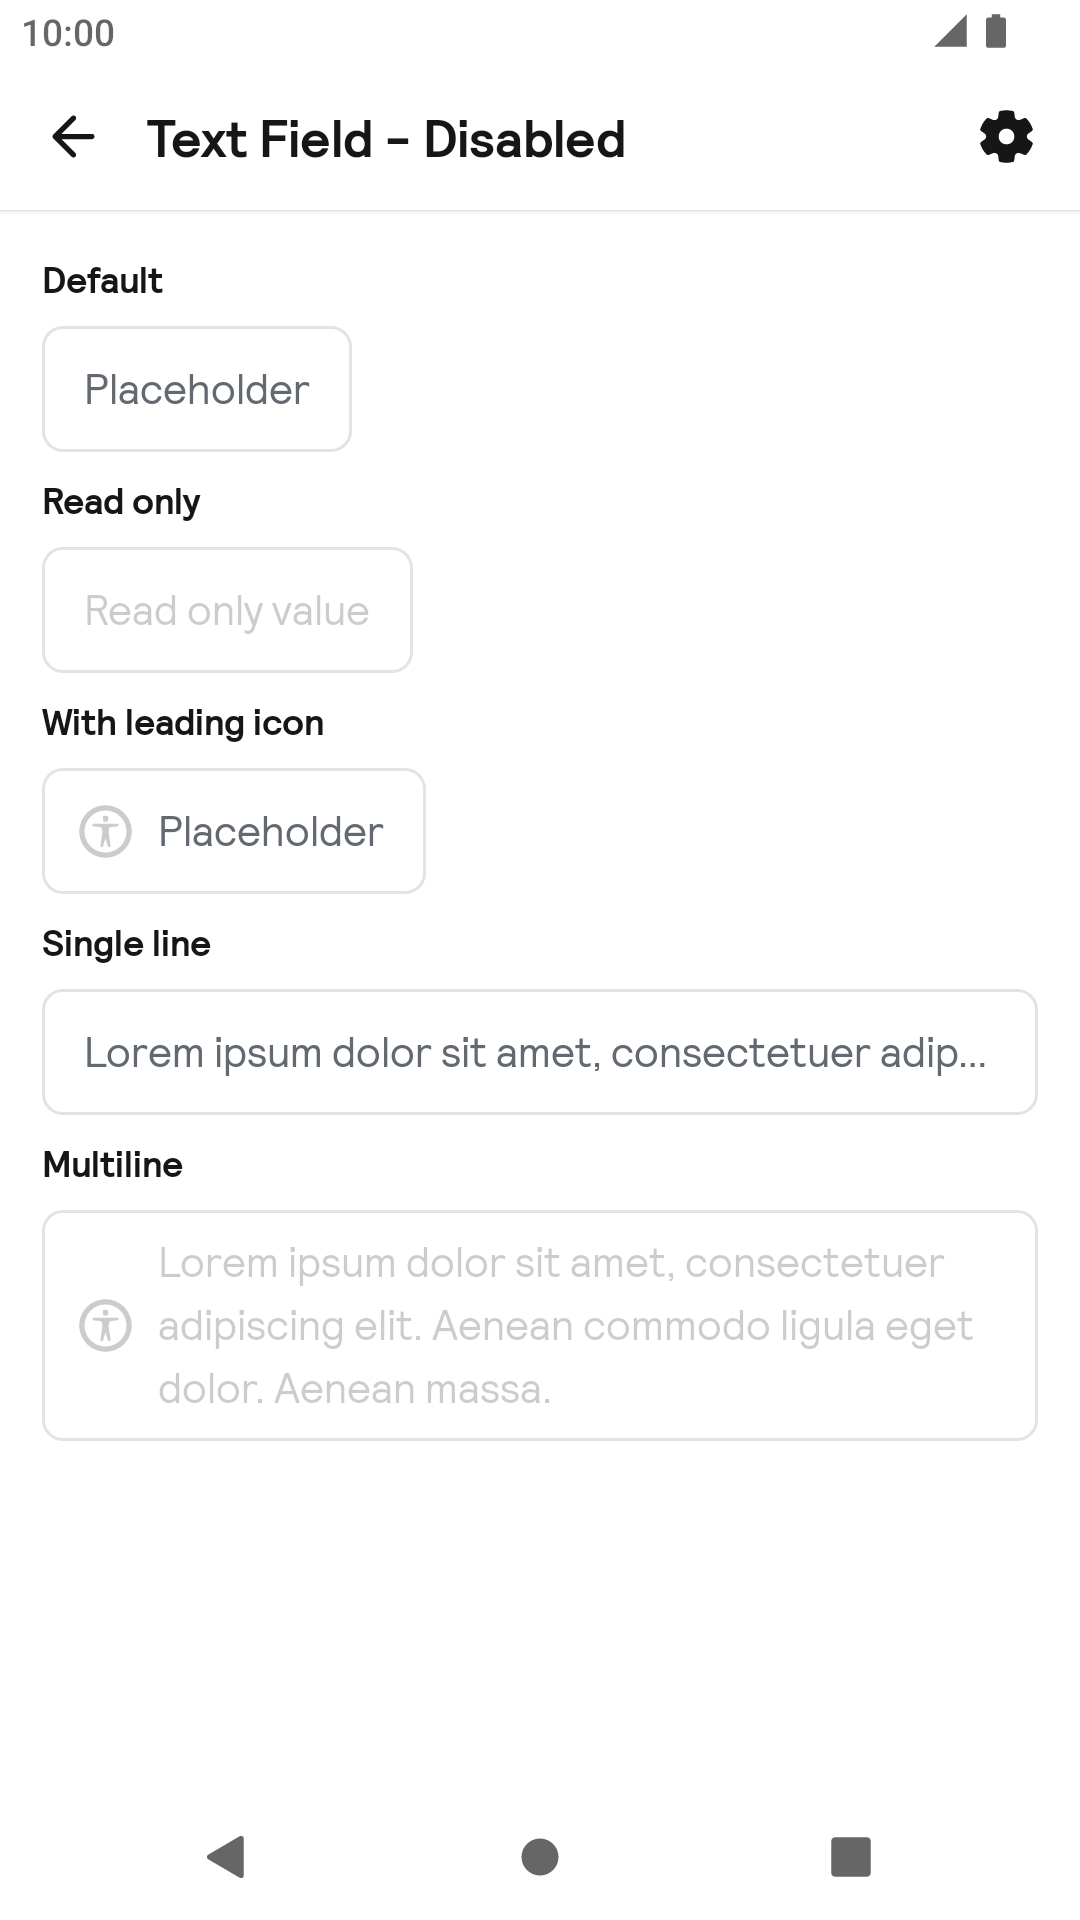 10:00
Text Field - Disabled
Default
Placeholder
Read only
Read only value
With leading icon
Placeholder
Single line
Lorem ipsum dolor sit amet, consectetuer adip...
Multiline
Lorem ipsum dolor sit amet, consectetuer
adipiscing elit. Aenean commodo ligula eget
dolor. Aenean massa.